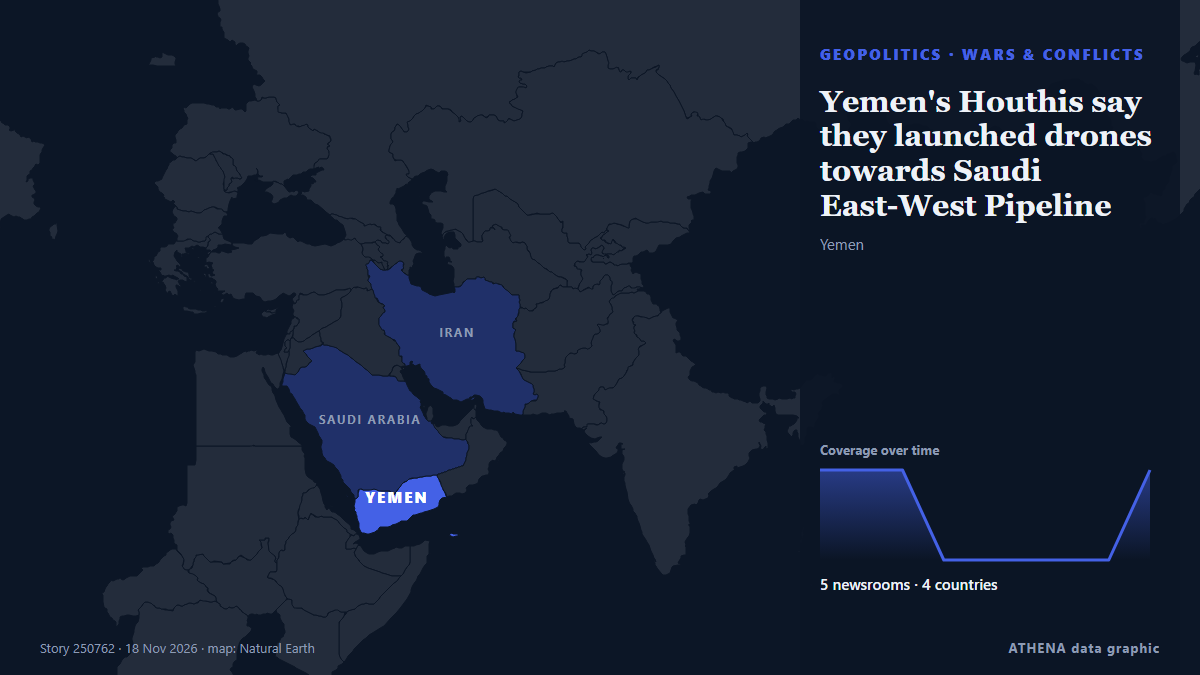 GEOPOLITICS · WARS & CONFLICTS
Yemen's Houthis say
they launched drones
towards Saudi
East-West Pipeline
Yemen
IRAN
SAUDI ARABIA
YEMEN
Coverage over time
5 newsrooms · 4 countries
Story 250762 · 18 Nov 2026 · map: Natural Earth
ATHENA data graphic